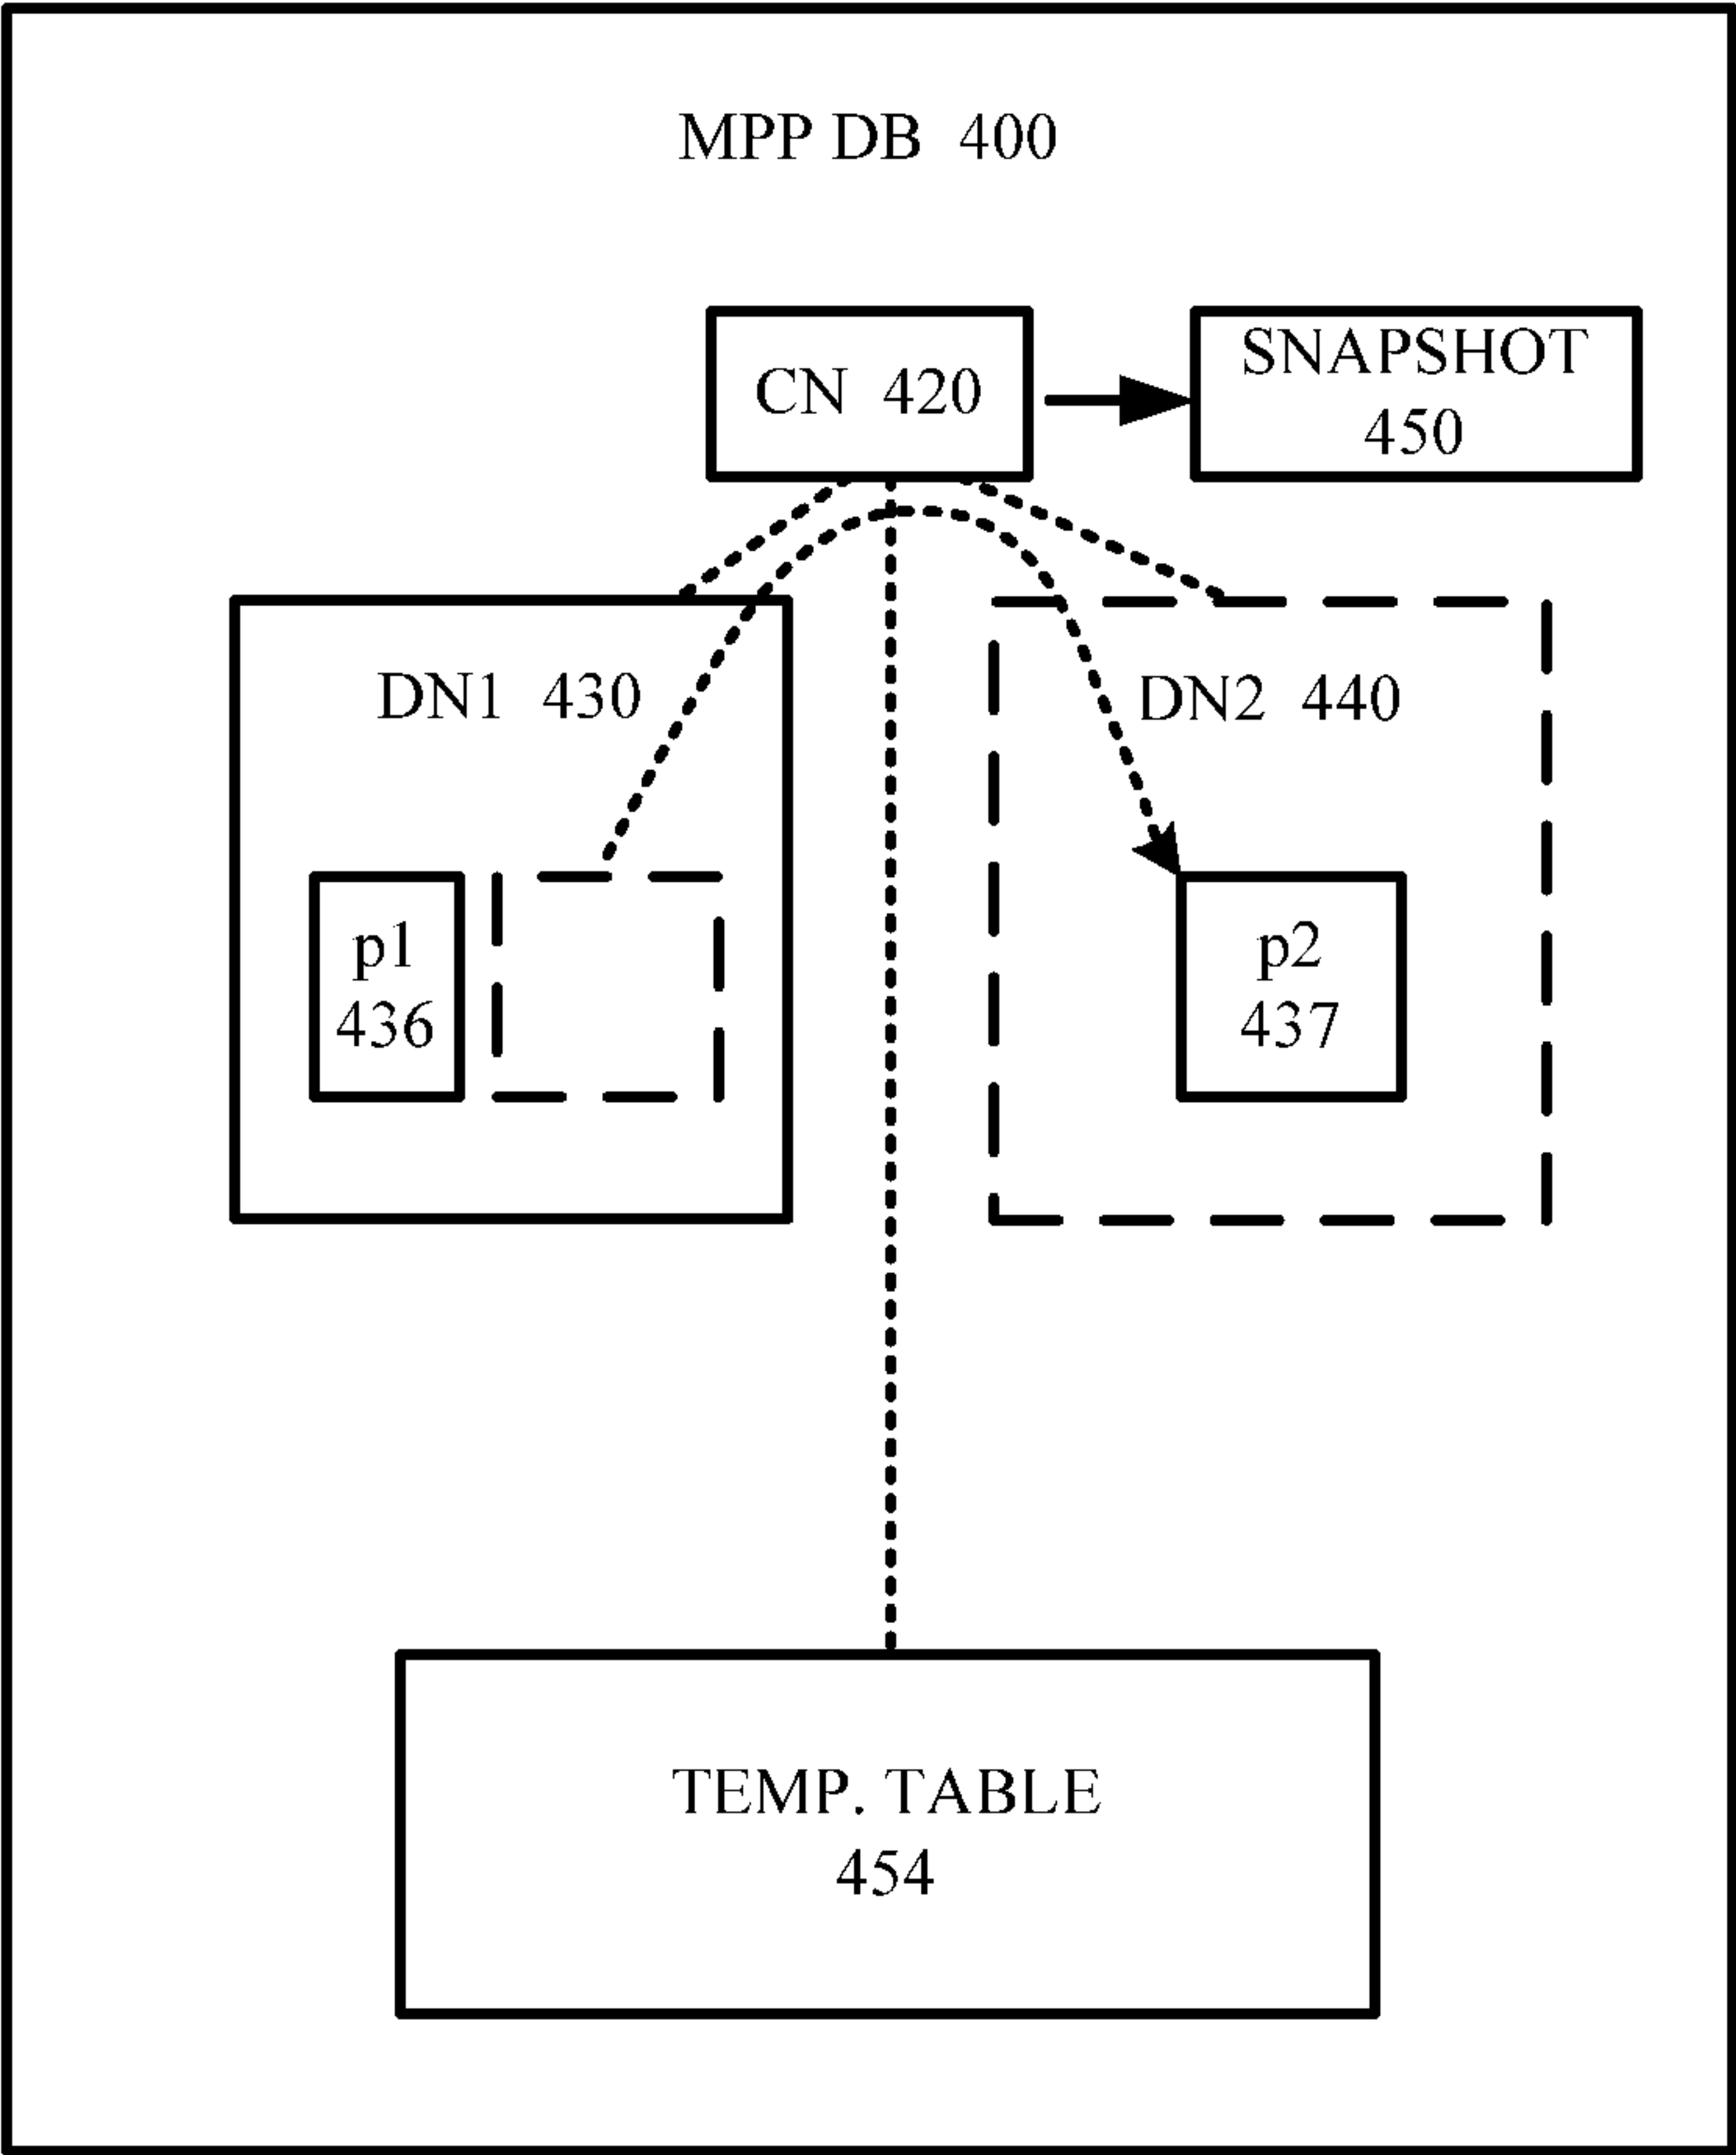 MPP DB 400
CN 420
SNAPSHOT
450
DN1 430
DN2 440
p1
436
p2
437
TEMP. TABLE
454